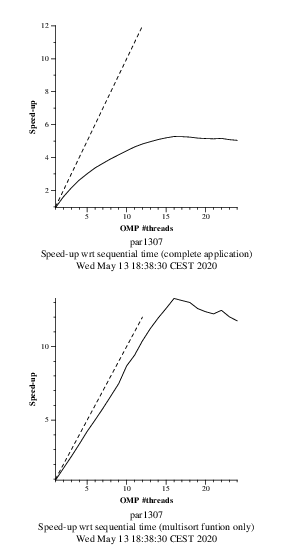 12
10
8
6
4
2
Speed-up
5
10
15
20
OMP #threads
par1307
Speed-up wrt sequential time (complete application)
Wed May 13 18:38:30 CEST 2020
10
5
Speed-up
5
10
15
20
OMP #threads
par1307
Speed-up wrt sequential time (multisort funtion only)
Wed May 13 18:38:30 CEST 2020